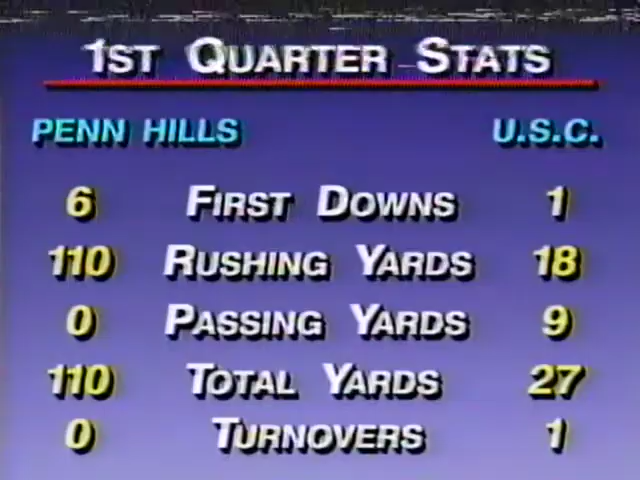 1ST QUARTER STATS
PENN HILLS U.S.C.
6 FIRST DOWNS 1
110 RUSHING YARDS 18
0 PASSING YARDS 9
110 TOTAL YARDS 27
0 TURNOVERS 1